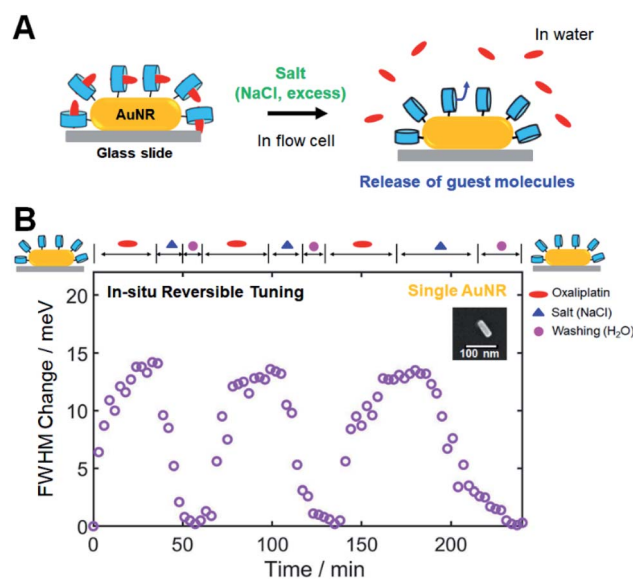 A
In water
Salt
(NaCl, excess)
AuNR
In flow cell
Glass slide
Release of guest molecules
B
In-situ Reversible Tuning
Single AuNR
Oxaliplatin
Salt (NaCl)
Washing (H₂O)
100 nm
FWHM Change / meV
20
15
10
5
0
0 50 100 150 200
Time / min